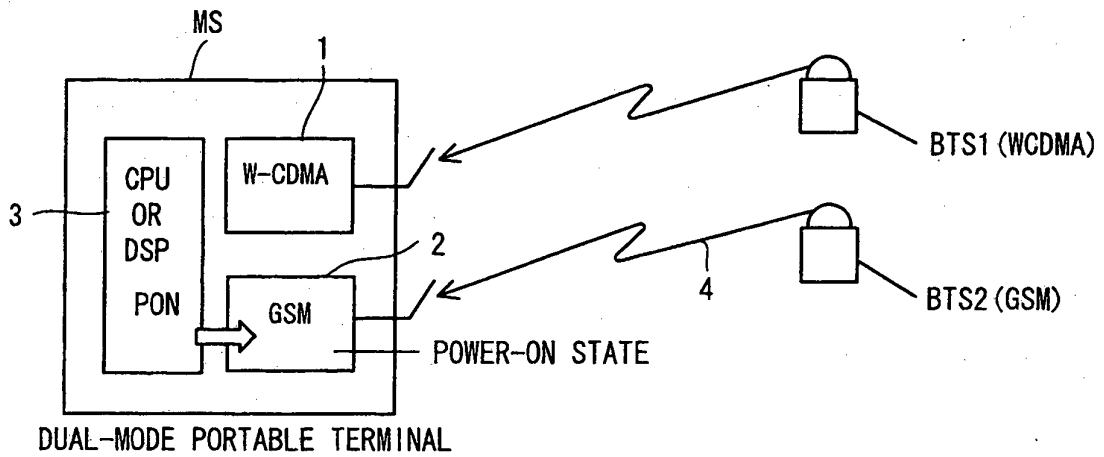 MS
1
W-CDMA
BTS1(WCDMA)
3
CPU
OR
DSP
PON
2
GSM
4
BTS2(GSM)
POWER-ON STATE
DUAL-MODE PORTABLE TERMINAL